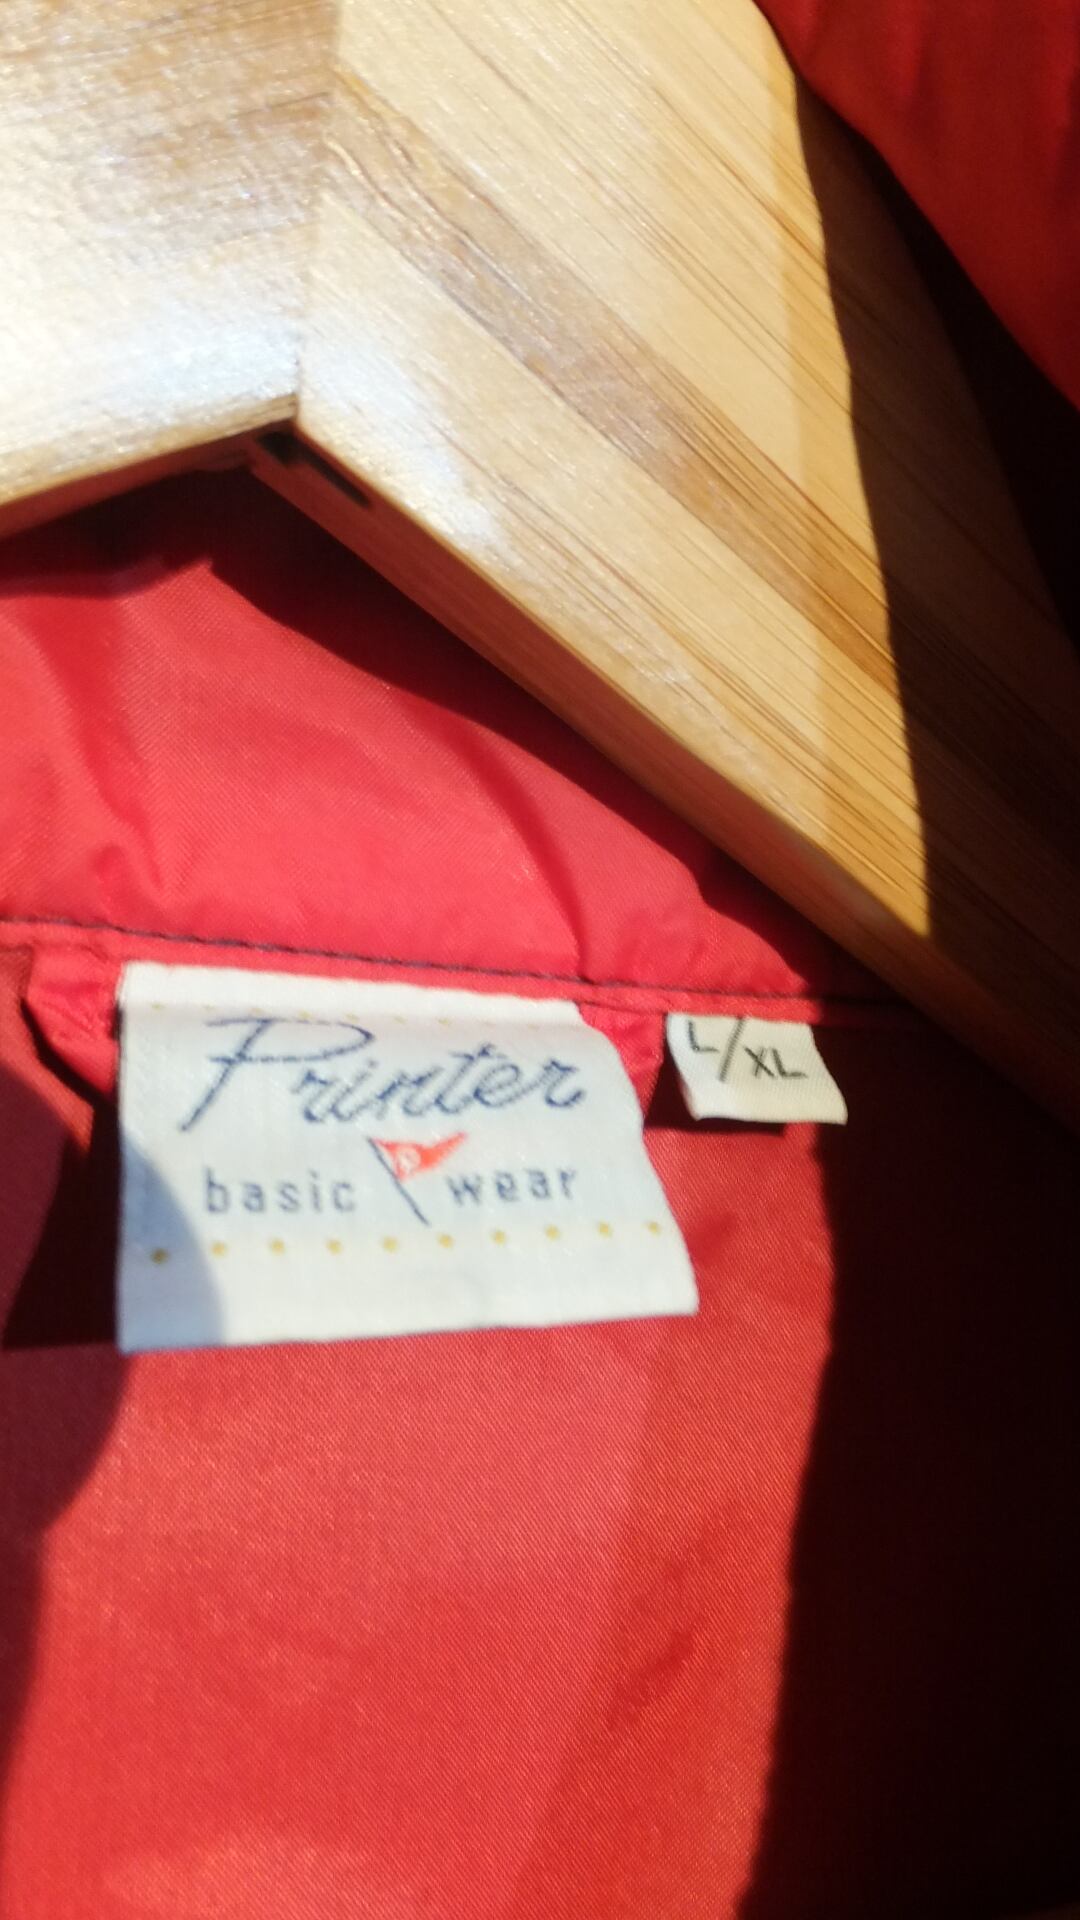 Printer
P
basic wear
L/XL